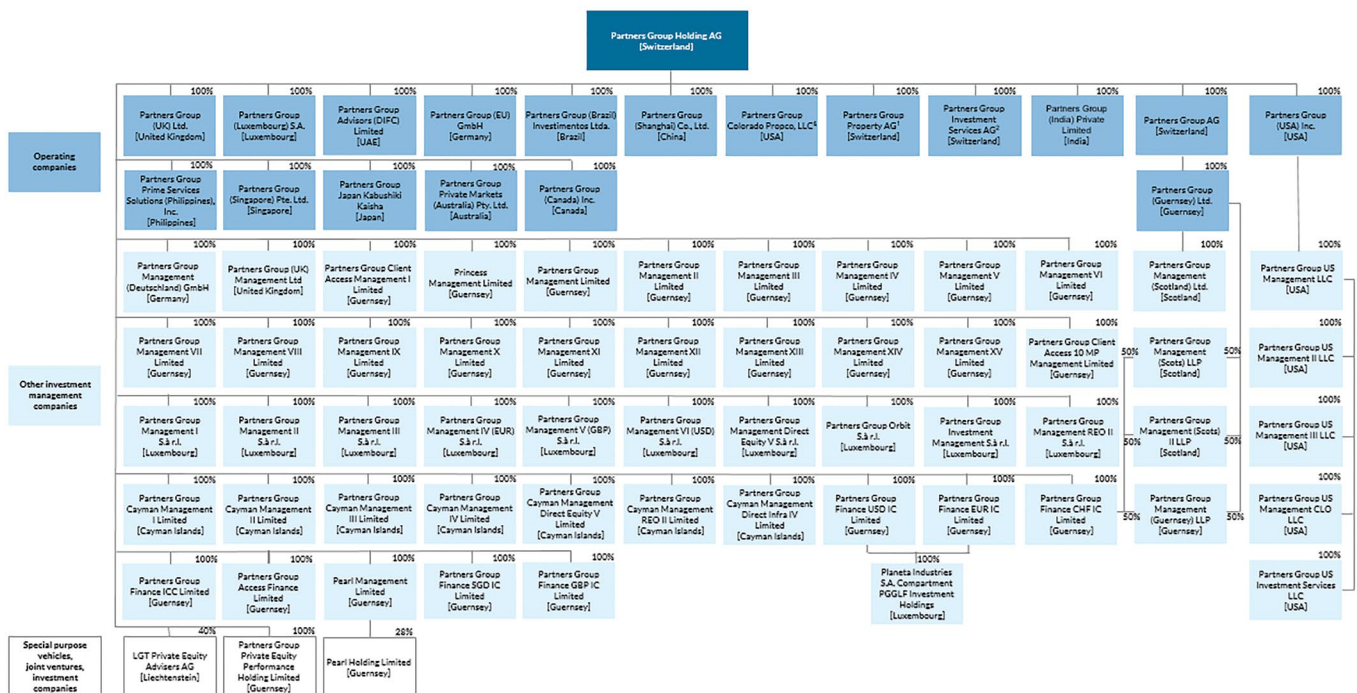 Partners Group Holding AG
[Switzerland]
100%
100%
100%
100%
100%
100%
100%
100%
100%
100%
100%
100%
Operating
companies
Partners Group
(UK) Ltd.
[United Kingdom]
Partners Group
(Luxembourg) S.A.
[Luxembourg]
Partners Group
Advisors (DIFC)
Limited
[UAE]
Partners Group (EU)
GmbH
[Germany]
Partners Group (Brazil)
Investimentos Ltda.
[Brazil]
Partners Group
(Shanghai) Co., Ltd.
[China]
Partners Group
Colorado Propco, LLC
[USA]
Partners Group
Property AG¹
[Switzerland]
Partners Group
Investment
Services AG²
[Switzerland]
Partners Group
(India) Private
Limited
[India]
Partners Group AG
[Switzerland]
Partners Group
(USA) Inc.
[USA]
100%
100%
100%
100%
100%
100%
Partners Group
Prime Services
Solutions (Philippines),
Inc.
[Philippines]
Partners Group
(Singapore) Pte. Ltd.
[Singapore]
Partners Group
Japan Kabushiki
Kaisha
[Japan]
Partners Group
Private Markets
(Australia) Pty. Ltd.
[Australia]
Partners Group
(Canada) Inc.
[Canada]
Partners Group
(Guernsey) Ltd.
[Guernsey]
100%
100%
100%
100%
100%
100%
100%
100%
100%
100%
100%
100%
Partners Group
Management
(Deutschland) GmbH
[Germany]
Partners Group (UK)
Management Ltd
[United Kingdom]
Partners Group Client
Access Management I
Limited
[Guernsey]
Princess
Management Limited
[Guernsey]
Partners Group
Management Limited
[Guernsey]
Partners Group
Management II
Limited
[Guernsey]
Partners Group
Management III
Limited
[Guernsey]
Partners Group
Management IV
Limited
[Guernsey]
Partners Group
Management V
Limited
[Guernsey]
Partners Group
Management VI
Limited
[Guernsey]
Partners Group
Management
(Scotland) Ltd.
[Scotland]
Partners Group US
Management LLC
[USA]
100%
100%
100%
100%
100%
100%
100%
100%
100%
100%
100%
Other investment
management
companies
Partners Group
Management VII
Limited
[Guernsey]
Partners Group
Management VIII
Limited
[Guernsey]
Partners Group
Management IX
Limited
[Guernsey]
Partners Group
Management X
Limited
[Guernsey]
Partners Group
Management XI
Limited
[Guernsey]
Partners Group
Management XII
Limited
[Guernsey]
Partners Group
Management XIII
Limited
[Guernsey]
Partners Group
Management XIV
Limited
[Guernsey]
Partners Group
Management XV
Limited
[Guernsey]
Partners Group Client
Access 10 MP
Management Limited
[Guernsey]
50%
Partners Group
Management
(Scots) LLP
[Scotland]
50%
Partners Group US
Management II LLC
[USA]
100%
100%
100%
100%
100%
100%
100%
100%
100%
100%
100%
Partners Group
Management I
S.à r.l.
[Luxembourg]
Partners Group
Management II
S.à r.l.
[Luxembourg]
Partners Group
Management III
S.à r.l.
[Luxembourg]
Partners Group
Management IV (EUR)
S.à r.l.
[Luxembourg]
Partners Group
Management V (GBP)
S.à r.l.
[Luxembourg]
Partners Group
Management VI (USD)
S.à r.l.
[Luxembourg]
Partners Group
Management Direct
Equity V S.à r.l.
[Luxembourg]
Partners Group Orbit
S.à r.l.
[Luxembourg]
Partners Group
Investment
Management S.à r.l.
[Luxembourg]
Partners Group
Management REO II
S.à r.l.
[Luxembourg]
50%
Partners Group
Management (Scots)
II LLP
[Scotland]
50%
Partners Group US
Management III LLC
[USA]
100%
100%
100%
100%
100%
100%
100%
100%
100%
100%
100%
Partners Group
Cayman Management
I Limited
[Cayman Islands]
Partners Group
Cayman Management
II Limited
[Cayman Islands]
Partners Group
Cayman Management
III Limited
[Cayman Islands]
Partners Group
Cayman Management
IV Limited
[Cayman Islands]
Partners Group
Cayman Management
Direct Equity V
Limited
[Cayman Islands]
Partners Group
Cayman Management
REO II Limited
[Cayman Islands]
Partners Group
Cayman Management
Direct Infra IV Limited
[Cayman Islands]
Partners Group
Finance USD IC
Limited
[Guernsey]
Partners Group
Finance EUR IC
Limited
[Guernsey]
Partners Group
Finance CHF IC
Limited
[Guernsey]
50%
Partners Group
Management
(Guernsey) LLP
[Guernsey]
50%
Partners Group US
Management CLO
LLC
[USA]
100%
100%
100%
100%
100%
100%
100%
Partners Group
Finance ICC Limited
[Guernsey]
Partners Group
Access Finance
Limited
[Guernsey]
Pearl Management
Limited
[Guernsey]
Partners Group
Finance SGD IC
Limited
[Guernsey]
Partners Group
Finance GBP IC
Limited
[Guernsey]
Planeta Industries
S.A. Compartment
PGGLF Investment
Holdings
[Luxembourg]
Partners Group US
Investment Services
LLC
[USA]
40%
100%
28%
Special purpose
vehicles,
joint ventures,
investment
companies
LGT Private Equity
Advisers AG
[Liechtenstein]
Partners Group
Private Equity
Performance
Holding Limited
[Guernsey]
Pearl Holding Limited
[Guernsey]